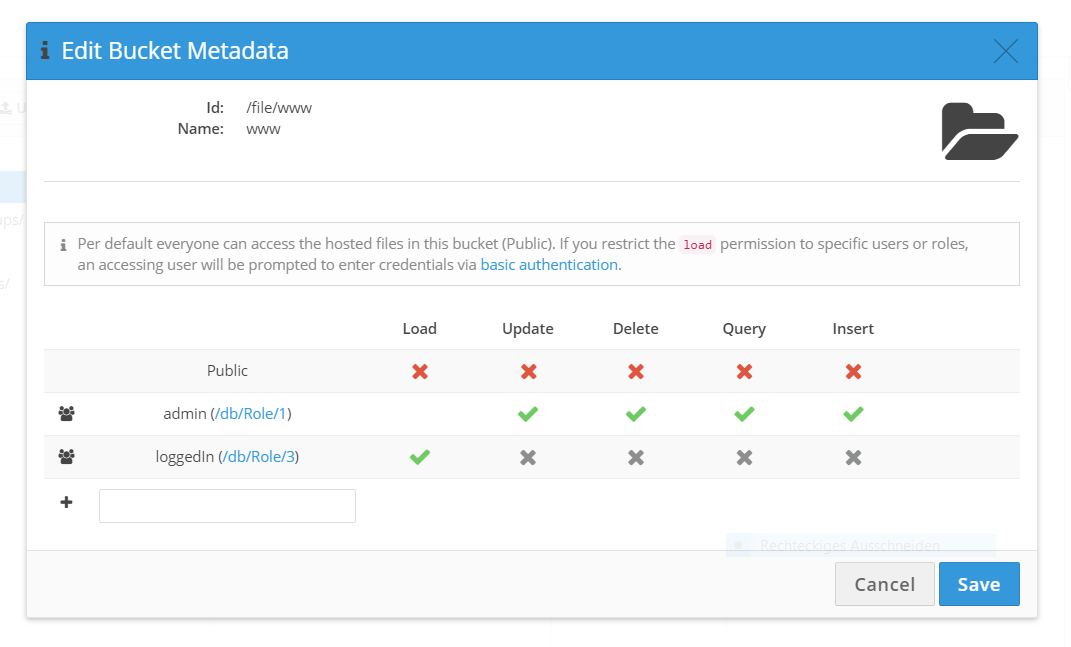 Edit Bucket Metadata
Id: /file/www
Name: www
Per default everyone can access the hosted files in this bucket (Public). If you restrict the load permission to specific users or roles,
an accessing user will be prompted to enter credentials via basic authentication.
Load Update Delete Query Insert
Public
admin (/db/Role/1)
loggedIn (/db/Role/3)
Rechteckiges Ausschneiden
Cancel Save